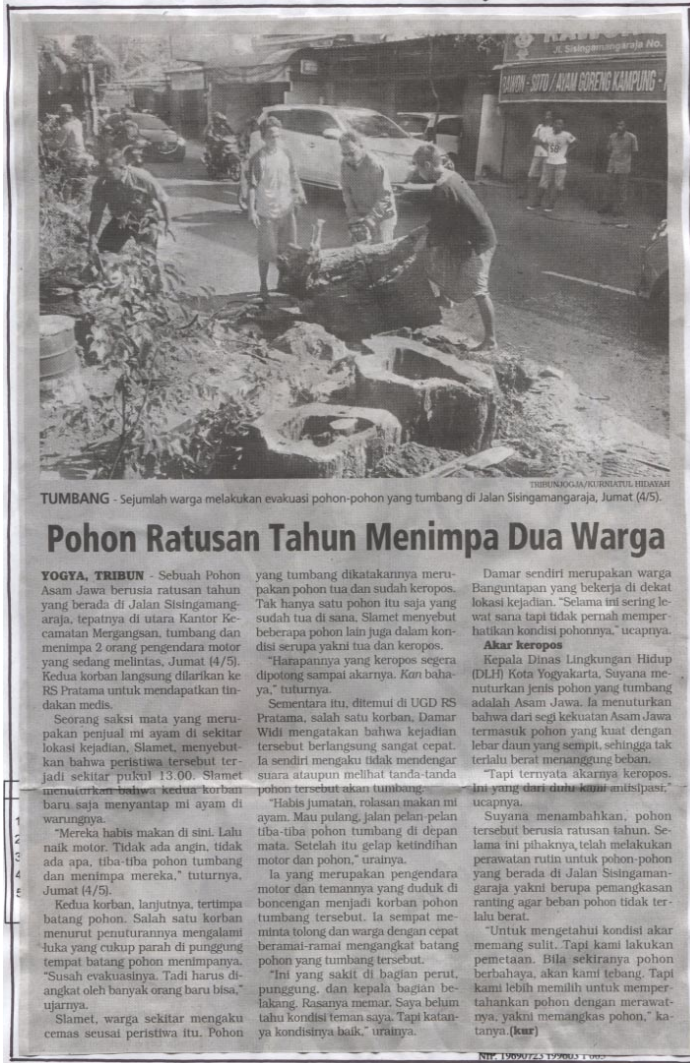 Jl. Sisingamangaraja No.
RAWON - SOTO / AYAM GORENG KAMPUNG -
TRIBUNJOGJA/KURNIATUL HIDAYAH
TUMBANG - Sejumlah warga melakukan evakuasi pohon-pohon yang tumbang di Jalan Sisingamangaraja, Jumat (4/5).
Pohon Ratusan Tahun Menimpa Dua Warga
YOGYA, TRIBUN - Sebuah Pohon
Asam Jawa berusia ratusan tahun
yang berada di Jalan Sisingamang-
araja, tepatnya di utara Kantor Ke-
camatan Mergangsan, tumbang dan
menimpa 2 orang pengendara motor
yang sedang melintas, Jumat (4/5).
Kedua korban langsung dilarikan ke
RS Pratama untuk mendapatkan tin-
dakan medis.
Seorang saksi mata yang meru-
pakan penjual mi ayam di sekitar
lokasi kejadian, Slamet, menyebut-
kan bahwa peristiwa tersebut ter-
jadi sekitar pukul 13.00. Slamet
menuturkan bahwa kedua korban
baru saja menyantap mi ayam di
warungnya.
"Mereka habis makan di sini. Lalu
naik motor. Tidak ada angin, tidak
ada apa, tiba-tiba pohon tumbang
dan menimpa mereka," tuturnya,
Jumat (4/5).
Kedua korban, lanjutnya, tertimpa
batang pohon. Salah satu korban
menurut penuturannya mengalami
luka yang cukup parah di punggung
tempat batang pohon menimpanya.
"Susah evakuasinya. Tadi harus di-
angkat oleh banyak orang baru bisa,"
ujarnya.
Slamet, warga sekitar mengaku
cemas seusai peristiwa itu. Pohon
yang tumbang dikatakannya meru-
pakan pohon tua dan sudah keropos.
Tak hanya satu pohon itu saja yang
sudah tua di sana, Slamet menyebut
beberapa pohon lain juga dalam kon-
disi serupa yakni tua dan keropos.
"Harapannya yang keropos segera
dipotong sampai akarnya. Kan baha-
ya," tuturnya.
Sementara itu, ditemui di UGD RS
Pratama, salah satu korban, Damar
Widi mengatakan bahwa kejadian
tersebut berlangsung sangat cepat.
Ia sendiri mengaku tidak mendengar
suara ataupun melihat tanda-tanda
pohon tersebut akan tumbang.
"Habis jumatan, rolasan makan mi
ayam. Mau pulang, jalan pelan-pelan
tiba-tiba pohon tumbang di depan
mata. Setelah itu gelap ketindihan
motor dan pohon," urainya.
Ia yang merupakan pengendara
motor dan temannya yang duduk di
boncengan menjadi korban pohon
tumbang tersebut. Ia sempat me-
minta tolong dan warga dengan cepat
beramai-ramai mengangkat batang
pohon yang tumbang tersebut.
"Ini yang sakit di bagian perut,
punggung, dan kepala bagian be-
lakang. Rasanya memar. Saya belum
tahu kondisi teman saya. Tapi katan-
ya kondisinya baik," urainya.
Damar sendiri merupakan warga
Banguntapan yang bekerja di dekat
lokasi kejadian. "Selama ini sering le-
wat sana tapi tidak pernah memper-
hatikan kondisi pohonnya," ucapnya.
Akar keropos
Kepala Dinas Lingkungan Hidup
(DLH) Kota Yogyakarta, Suyana me-
nuturkan jenis pohon yang tumbang
adalah Asam Jawa. Ia menuturkan
bahwa dari segi kekuatan Asam Jawa
termasuk pohon yang kuat dengan
lebar daun yang sempit, sehingga tak
terlalu berat menanggung beban.
"Tapi ternyata akarnya keropos.
Ini yang dari dulu kami antisipasi,"
ucapnya.
Suyana menambahkan, pohon
tersebut berusia ratusan tahun. Se-
lama ini pihaknya telah melakukan
perawatan rutin untuk pohon-pohon
yang berada di Jalan Sisingaman-
garaja yakni berupa pemangkasan
ranting agar beban pohon tidak ter-
lalu berat.
"Untuk mengetahui kondisi akar
memang sulit. Tapi kami lakukan
pemetaan. Bila sekiranya pohon
berbahaya, akan kami tebang. Tapi
kami lebih memilih untuk memper-
tahankan pohon dengan merawat-
nya, yakni memangkas pohon," ka-
tanya.(kur)